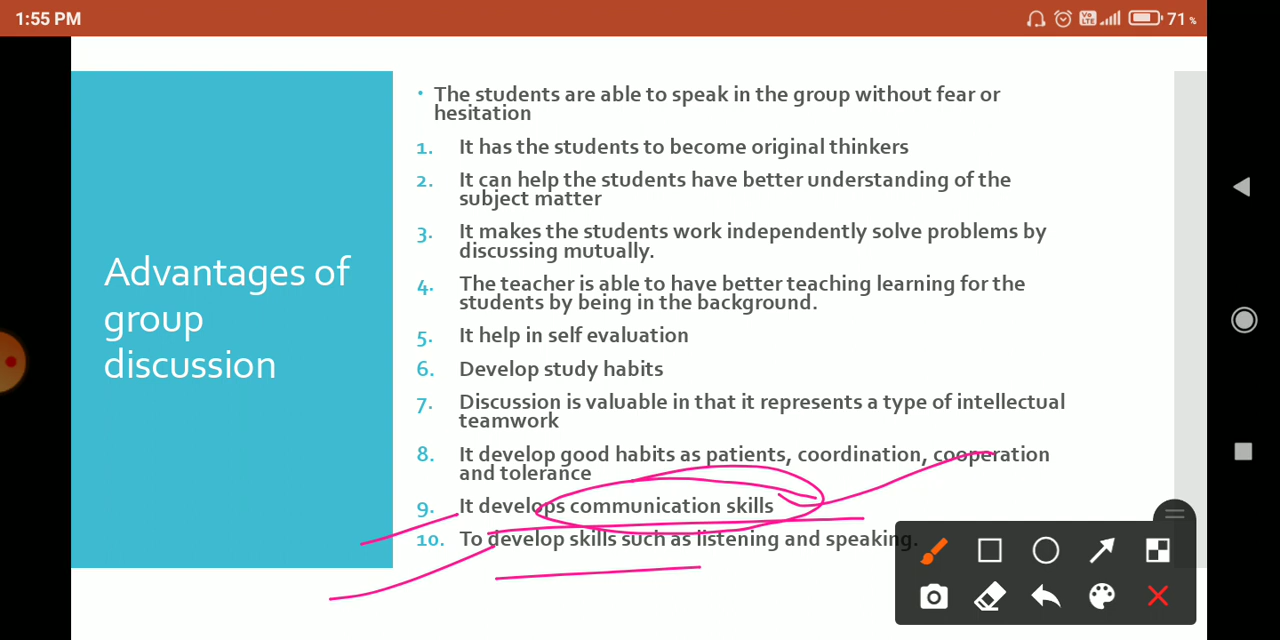 1:55 PM
Vo LTE
71 %
Advantages of
group
discussion
• The students are able to speak in the group without fear or
hesitation
1. It has the students to become original thinkers
2. It can help the students have better understanding of the
subject matter
3. It makes the students work independently solve problems by
discussing mutually.
4. The teacher is able to have better teaching learning for the
students by being in the background.
5. It help in self evaluation
6. Develop study habits
7. Discussion is valuable in that it represents a type of intellectual
teamwork
8. It develop good habits as patients, coordination, cooperation
and tolerance
9. It develops communication skills
10. To develop skills such as listening and speaking.